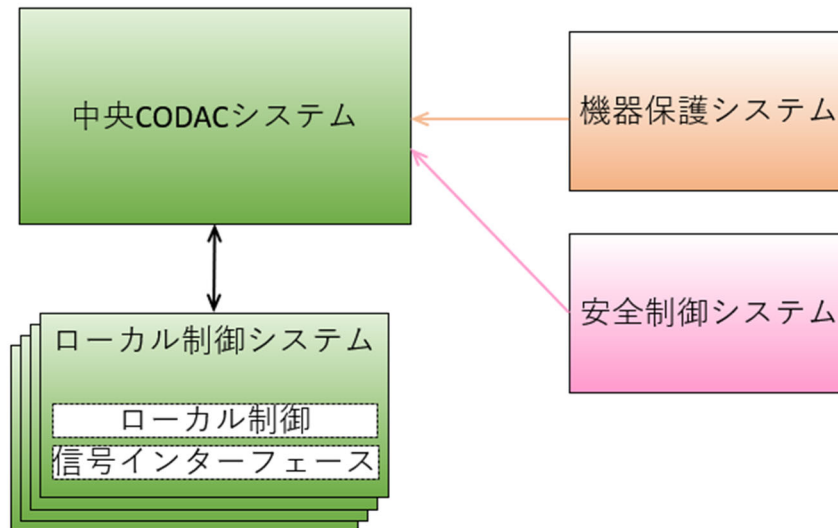 中央CODACシステム
機器保護システム
安全制御システム
ローカル制御システム
ローカル制御
信号インターフェース